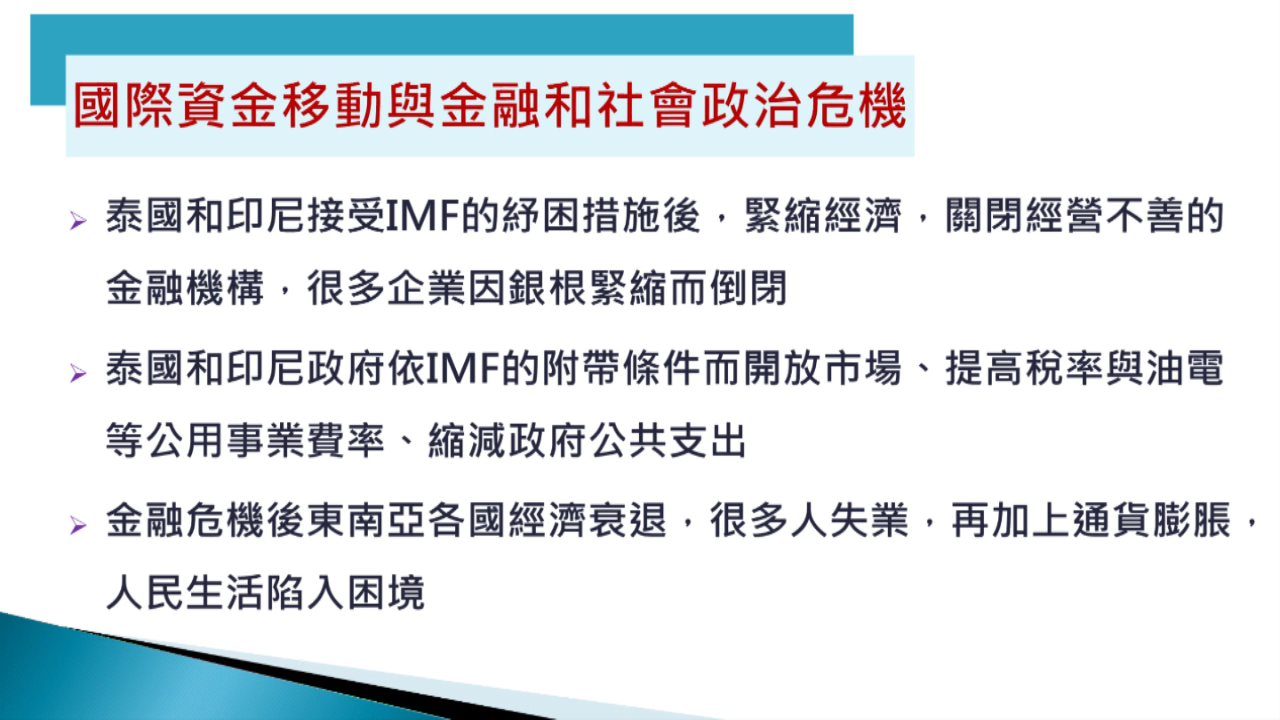 國際資金移動與金融和社會政治危機
泰國和印尼接受IMF的紓困措施後，緊縮經濟，關閉經營不善的
金融機構，很多企業因銀根緊縮而倒閉
泰國和印尼政府依IMF的附帶條件而開放市場、提高稅率與油電
等公用事業費率、縮減政府公共支出
金融危機後東南亞各國經濟衰退，很多人失業，再加上通貨膨脹，
人民生活陷入困境